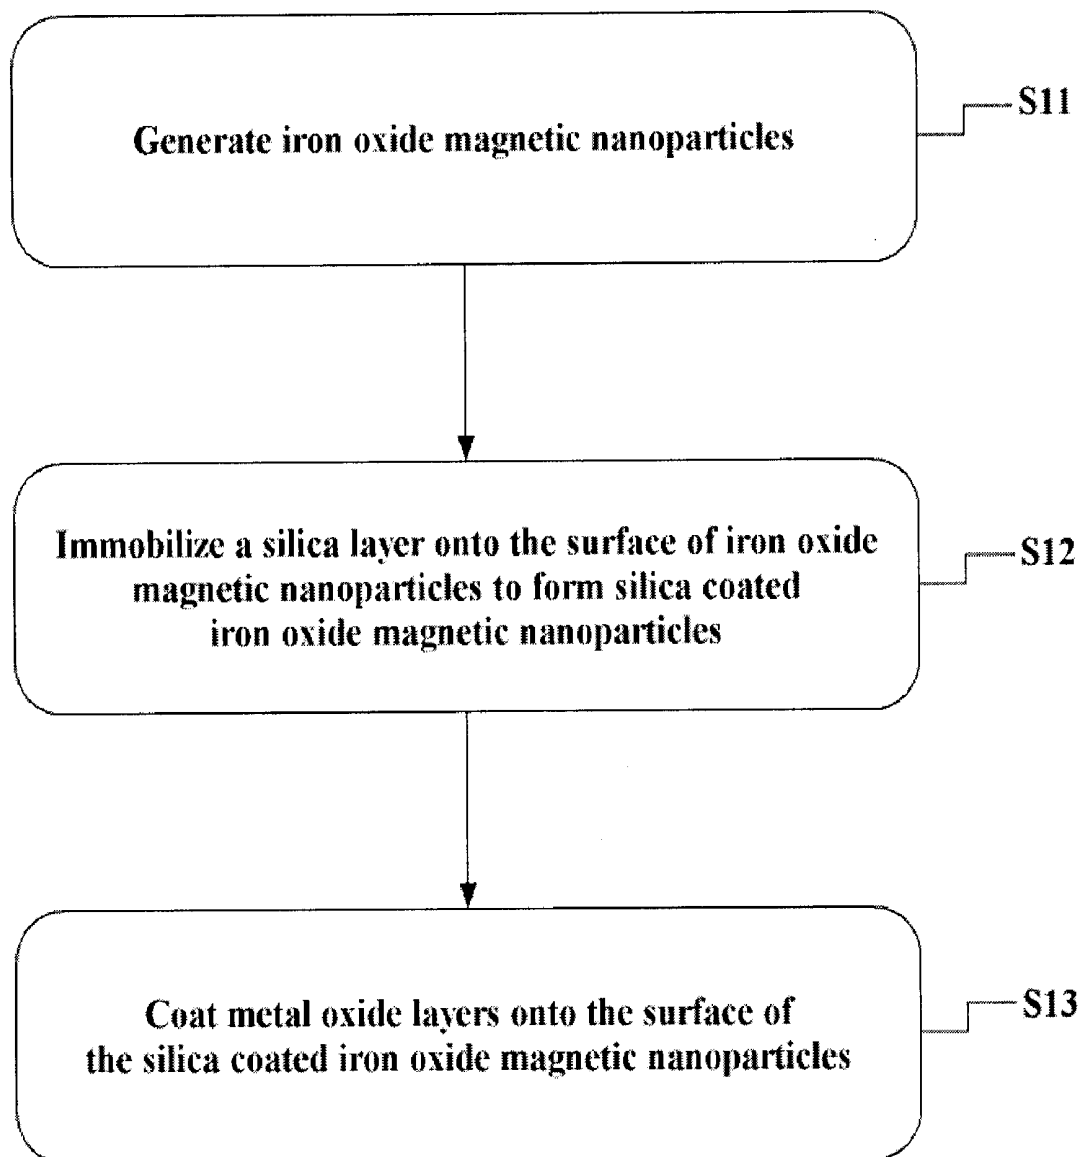 Generate iron oxide magnetic nanoparticles
S11
Immobilize a silica layer onto the surface of iron oxide
magnetic nanoparticles to form silica coated
iron oxide magnetic nanoparticles
S12
Coat metal oxide layers onto the surface of
the silica coated iron oxide magnetic nanoparticles
S13